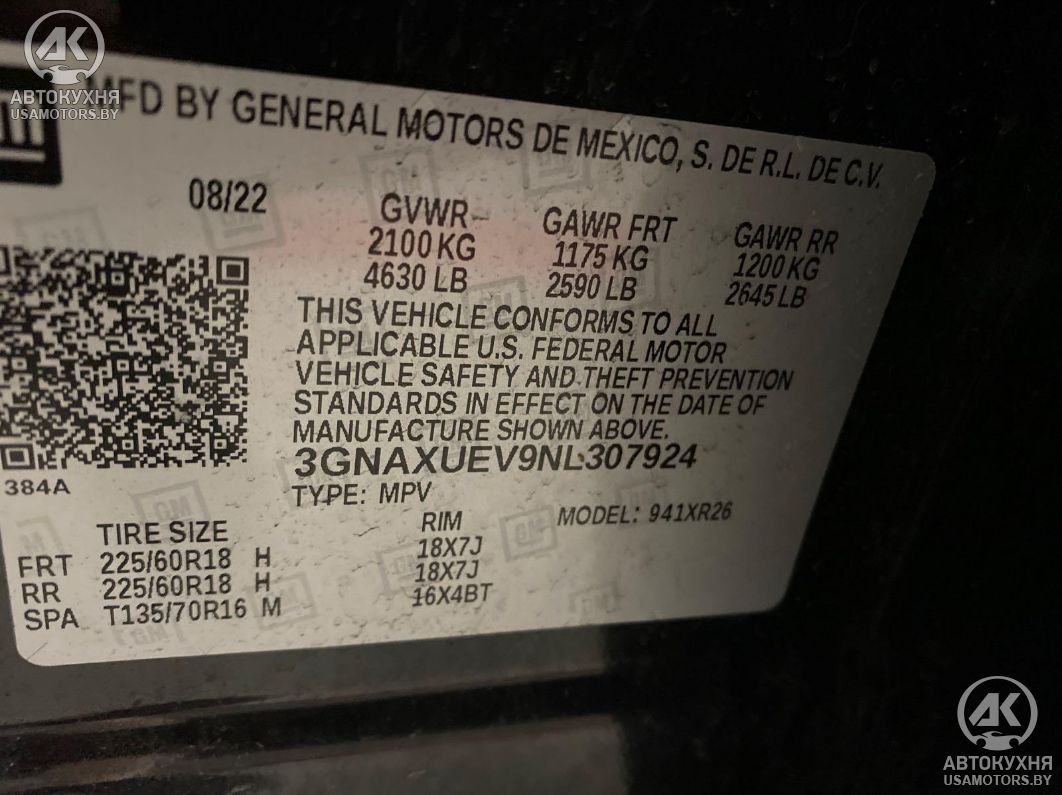 АК
АВТОКУХНЯ
USAMOTORS.BY
MFD BY GENERAL MOTORS DE MEXICO, S. DE R.L. DE C.V.
08/22
GVWR GAWR FRT GAWR RR
2100 KG 1175 KG 1200 KG
4630 LB 2590 LB 2645 LB
THIS VEHICLE CONFORMS TO ALL
APPLICABLE U.S. FEDERAL MOTOR
VEHICLE SAFETY AND THEFT PREVENTION
STANDARDS IN EFFECT ON THE DATE OF
MANUFACTURE SHOWN ABOVE.
3GNAXUEV9NL307924
384A
TYPE: MPV MODEL: 941XR26
TIRE SIZE RIM
FRT 225/60R18 H 18X7J
RR 225/60R18 H 18X7J
SPA T135/70R16 M 16X4BT
GM
АК
АВТОКУХНЯ
USAMOTORS.BY